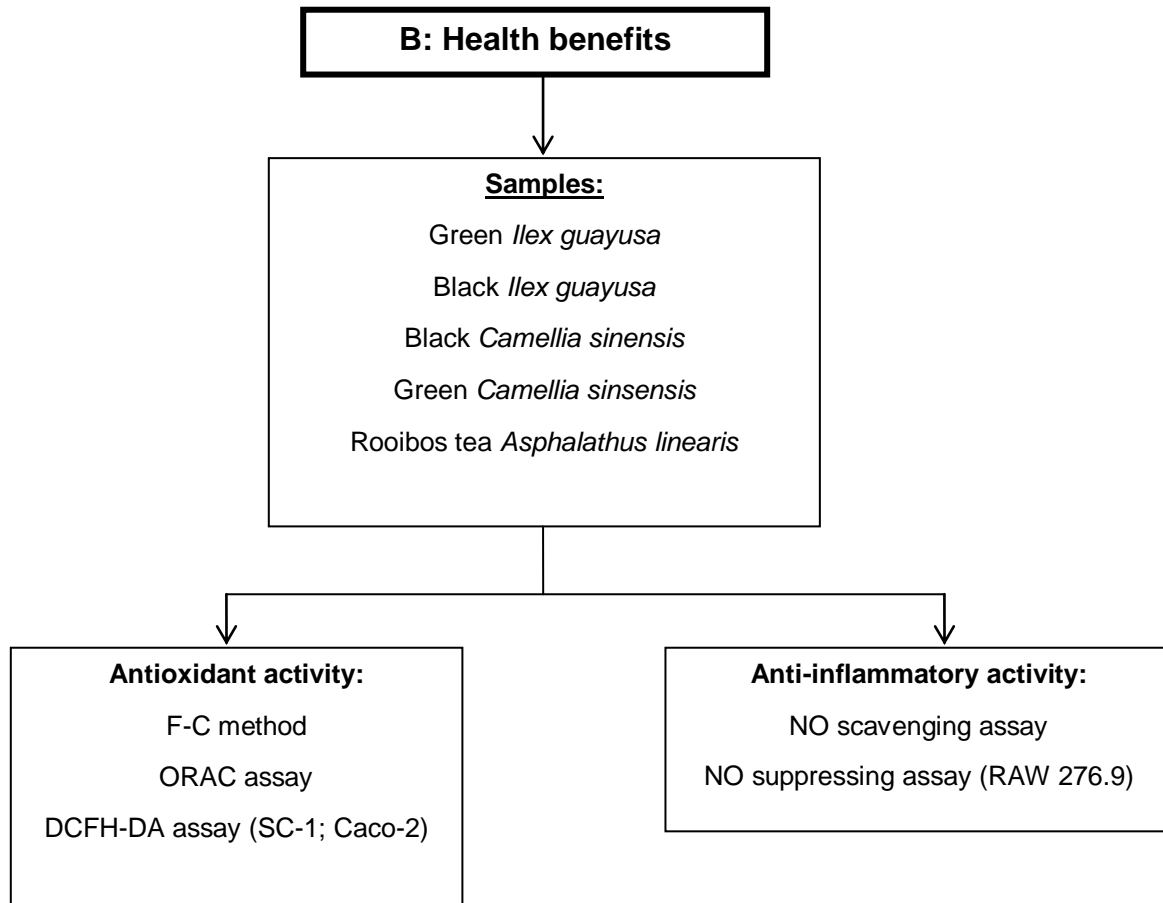 B: Health benefits
Samples:
Green Ilex guayusa
Black Ilex guayusa
Black Camellia sinensis
Green Camellia sinsensis
Rooibos tea Asphalathus linearis
Antioxidant activity:
F-C method
ORAC assay
DCFH-DA assay (SC-1; Caco-2)
Anti-inflammatory activity:
NO scavenging assay
NO suppressing assay (RAW 276.9)